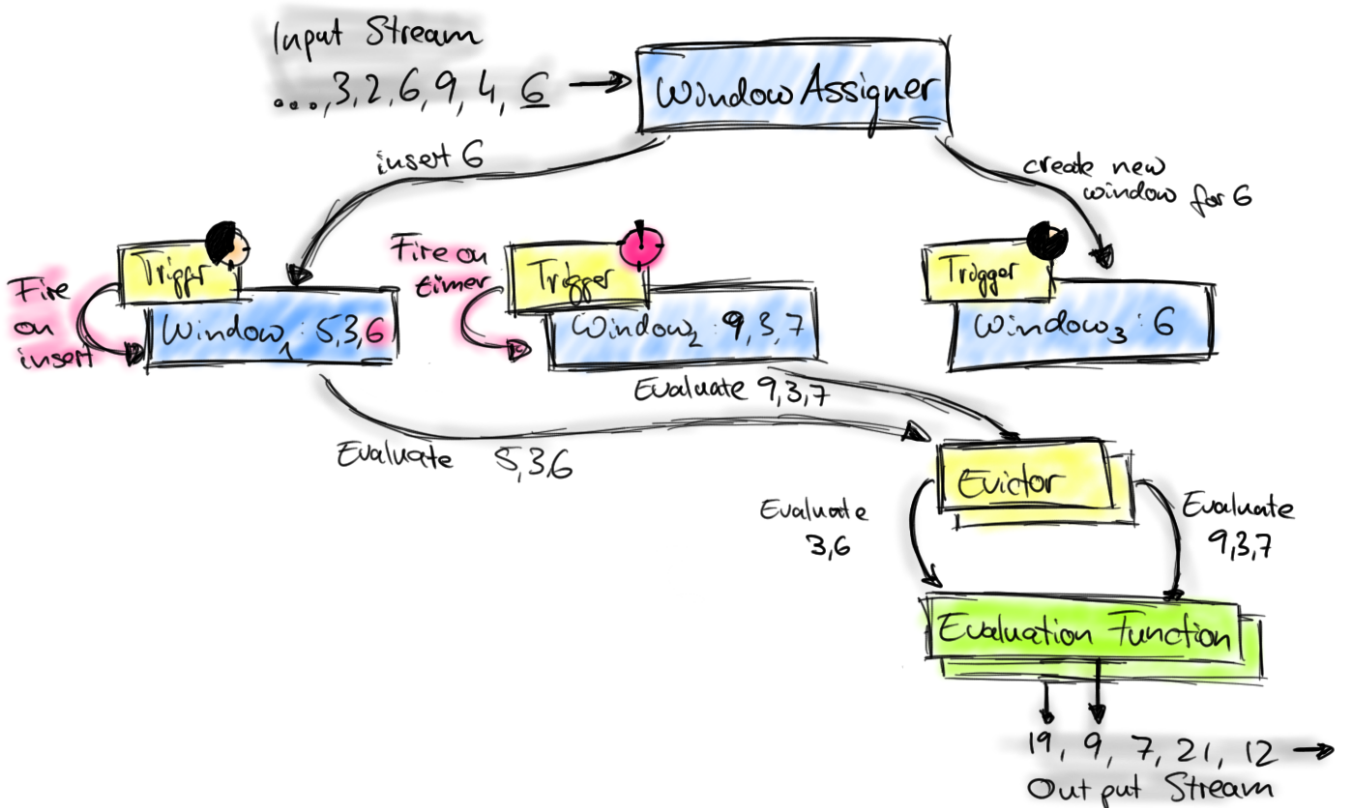 Input Stream
...,3,2,6,9,4,6
Window Assigner
insert 6
create new
window for 6
Trigger
Fire on
timer
Trigger
Trigger
Fire
on
insert
Window1: 5,3,6
Window2: 9,3,7
Window3: 6
Evaluate 9,3,7
Evaluate 5,3,6
Evictor
Evaluate
3,6
Evaluate
9,3,7
Evaluation Function
19, 9, 7, 21, 12
Output Stream